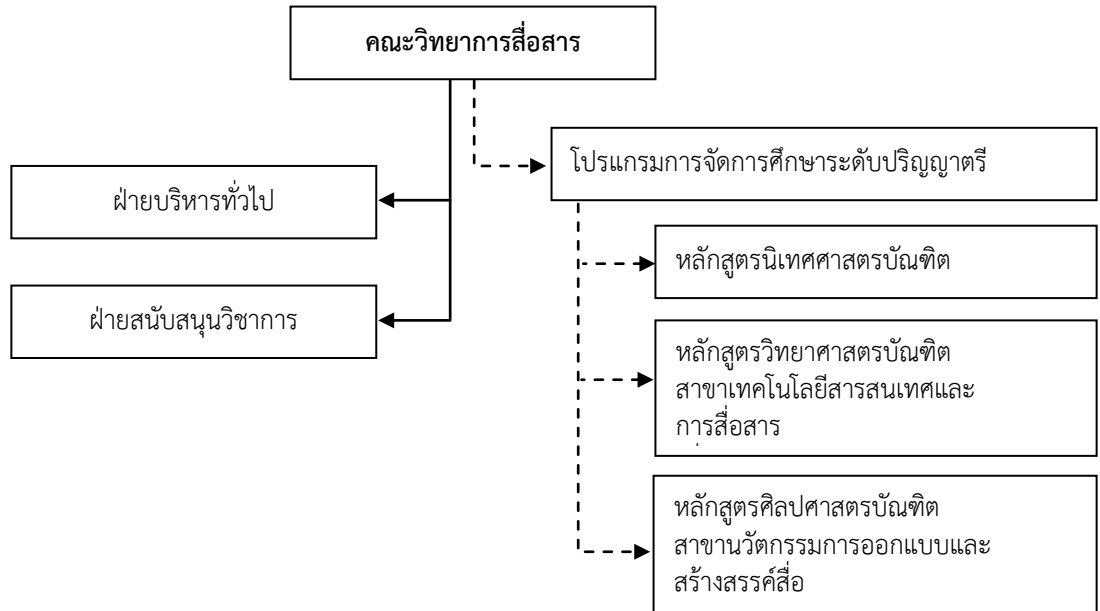 คณะวิทยาการสื่อสาร
โปรแกรมการจัดการศึกษาระดับปริญญาตรี
ฝ่ายบริหารทั่วไป
หลักสูตรนิเทศศาสตรบัณฑิต
ฝ่ายสนับสนุนวิชาการ
หลักสูตรวิทยาศาสตรบัณฑิต
สาขาเทคโนโลยีสารสนเทศและ
การสื่อสาร
หลักสูตรศิลปศาสตรบัณฑิต
สาขานวัตกรรมการออกแบบและ
สร้างสรรค์สื่อ